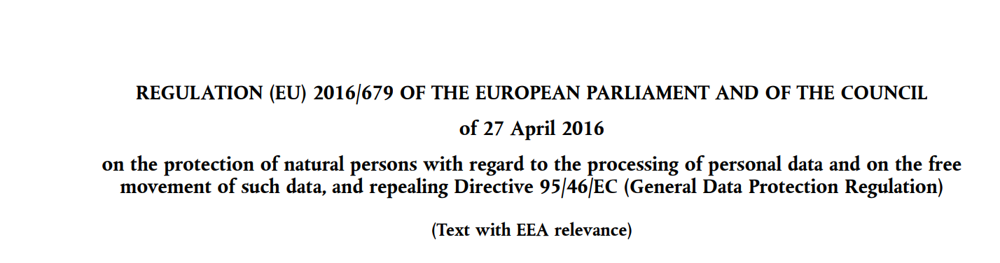 REGULATION (EU) 2016/679 OF THE EUROPEAN PARLIAMENT AND OF THE COUNCIL
of 27 April 2016
on the protection of natural persons with regard to the processing of personal data and on the free
movement of such data, and repealing Directive 95/46/EC (General Data Protection Regulation)
(Text with EEA relevance)